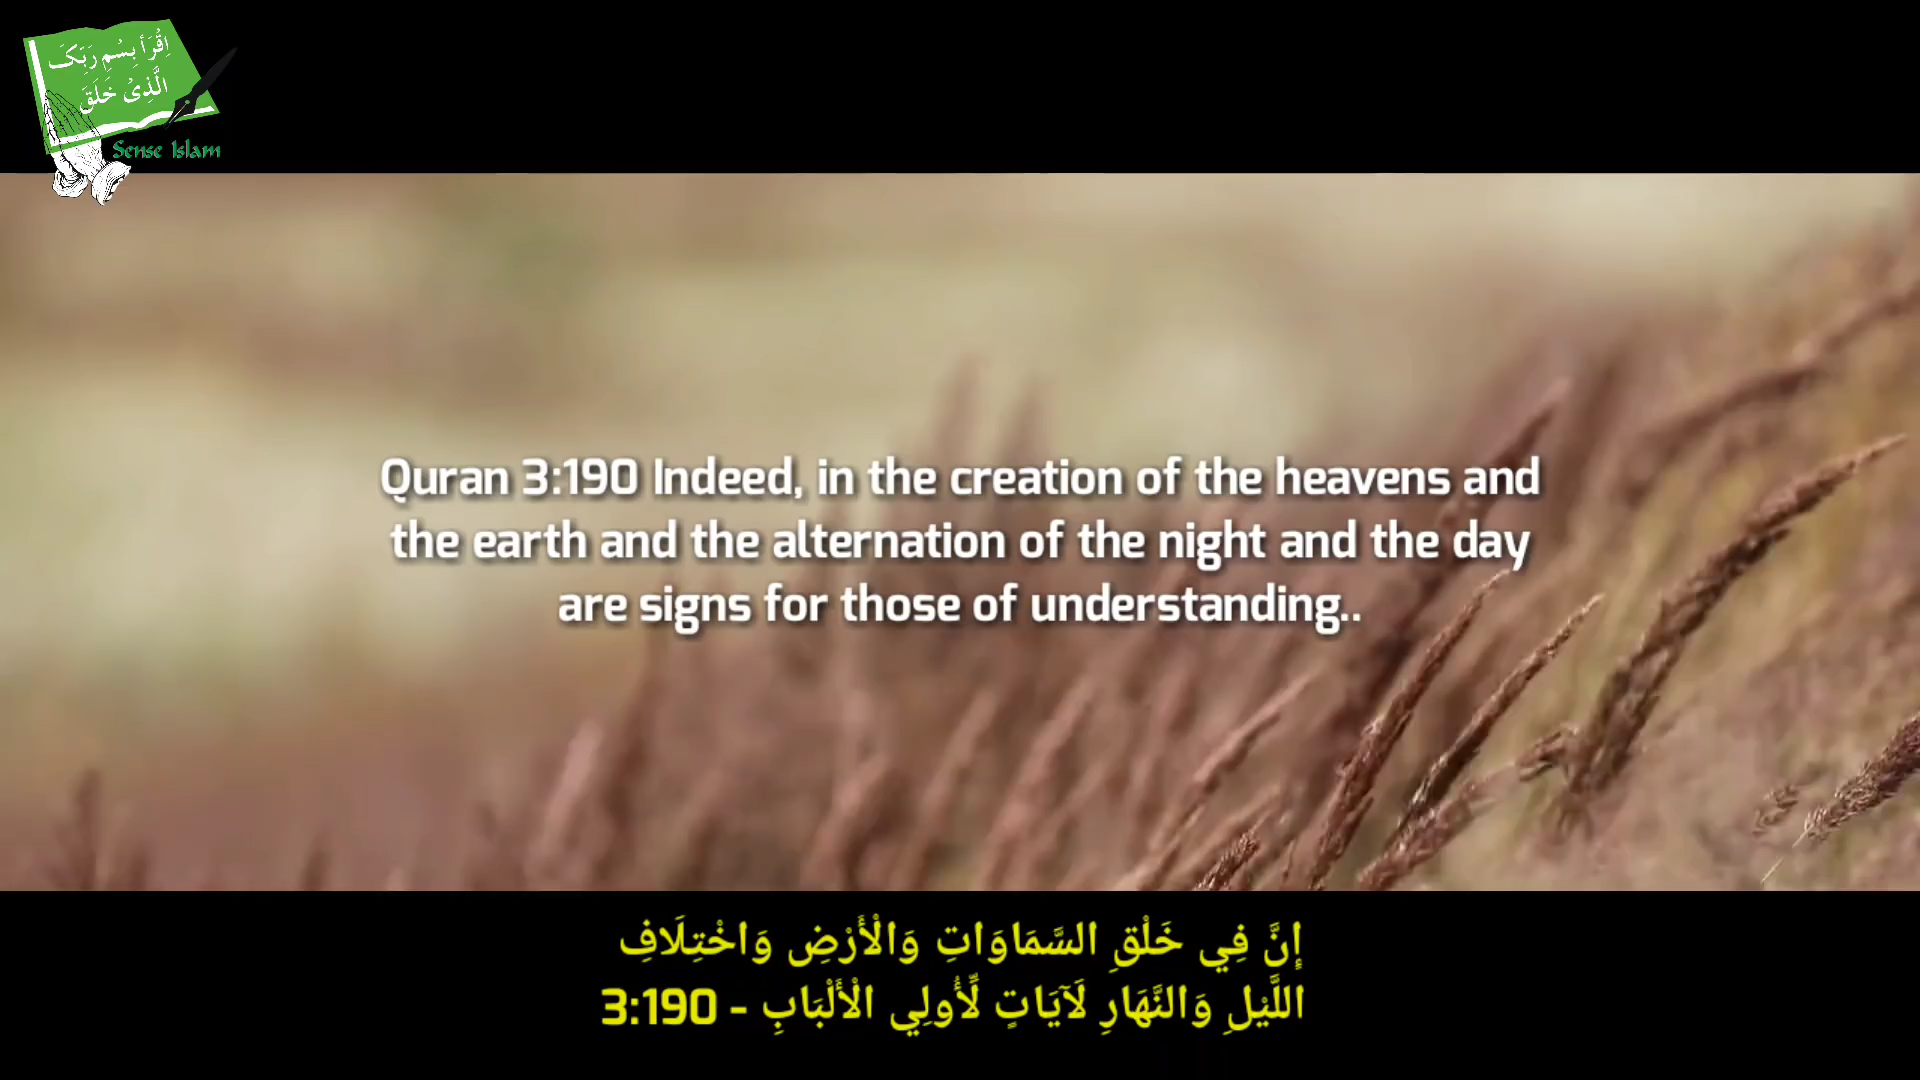 اِقْرَأ بِسْمِ رَبِّكَ
الَّذِیْ خَلَقَ
Sense Islam
Quran 3:190 Indeed, in the creation of the heavens and
the earth and the alternation of the night and the day
are signs for those of understanding..
إِنَّ فِي خَلْقِ السَّمَاوَاتِ وَالْأَرْضِ وَاخْتِلَافِ
اللَّيْلِ وَالنَّهَارِ لَآيَاتٍ لِّأُولِي الْأَلْبَابِ - 3:190